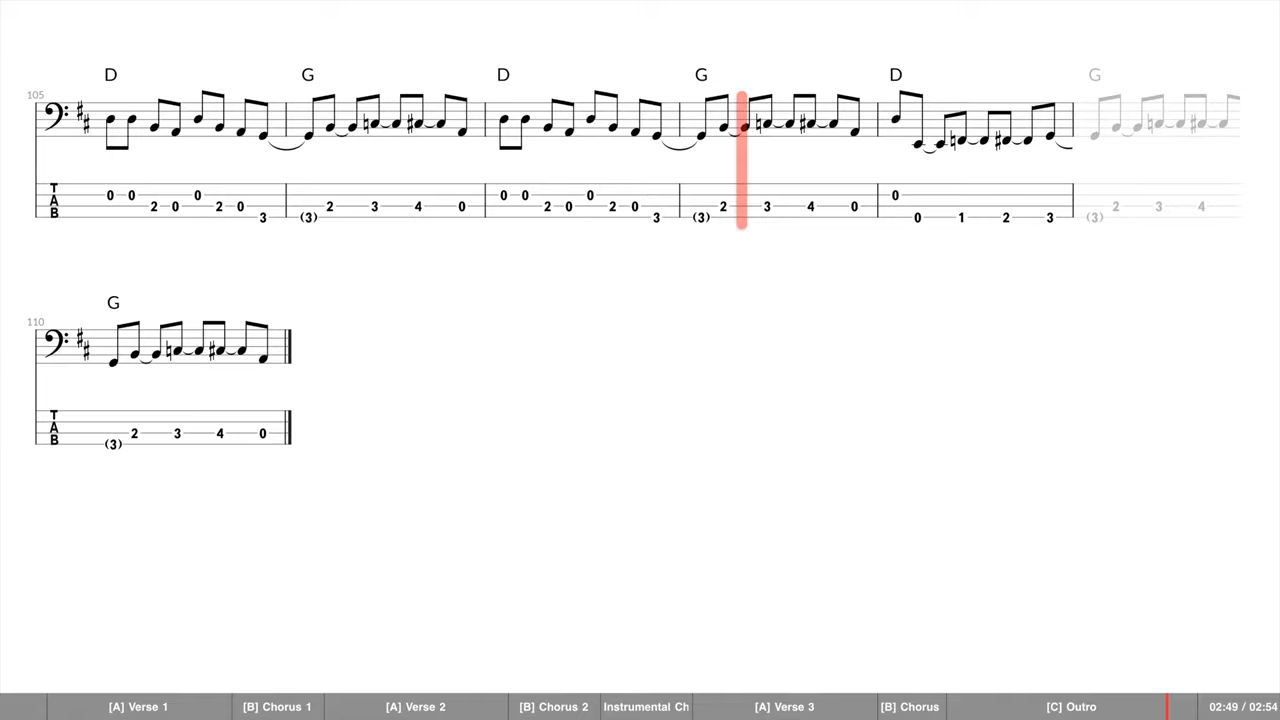 D G D G D G
105
T
A
B
0 0 2 0 0 2 0 3 (3) 2 3 4 0 0 0 2 0 0 2 0 3 (3) 2 3 4 0 0 0 1 2 3 (3) 2 3 4
G
110
T
A
B
(3) 2 3 4 0
[A] Verse 1 [B] Chorus 1 [A] Verse 2 [B] Chorus 2 Instrumental Ch [A] Verse 3 [B] Chorus [C] Outro 02:49 / 02:54